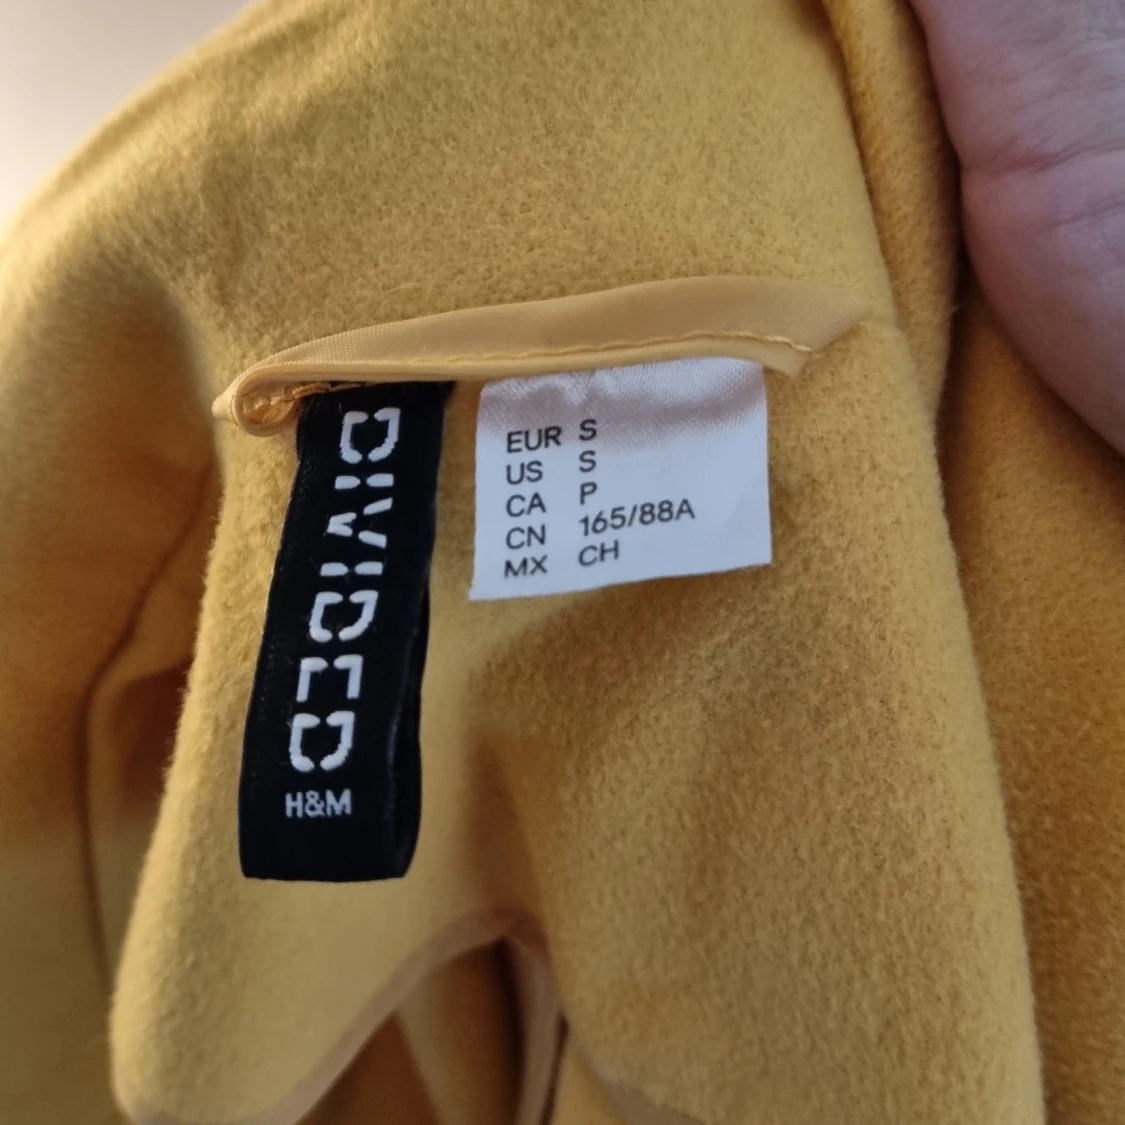 DIVIDED
H&M
EUR S
US S
CA P
CN 165/88A
MX CH